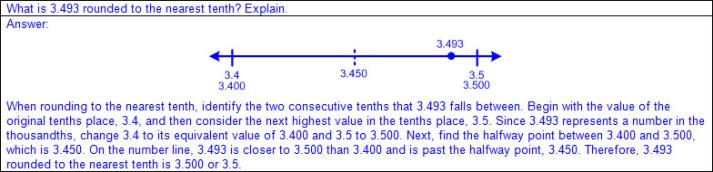 What is 3.493 rounded to the nearest tenth? Explain.
Answer:
3.493
3.4 3.450 3.5
3.400 3.500
When rounding to the nearest tenth, identify the two consecutive tenths that 3.493 falls between. Begin with the value of the
original tenths place, 3.4, and then consider the next highest value in the tenths place, 3.5. Since 3.493 represents a number in the
thousandths, change 3.4 to its equivalent value of 3.400 and 3.5 to 3.500. Next, find the halfway point between 3.400 and 3.500,
which is 3.450. On the number line, 3.493 is closer to 3.500 than 3.400 and is past the halfway point, 3.450. Therefore, 3.493
rounded to the nearest tenth is 3.500 or 3.5.